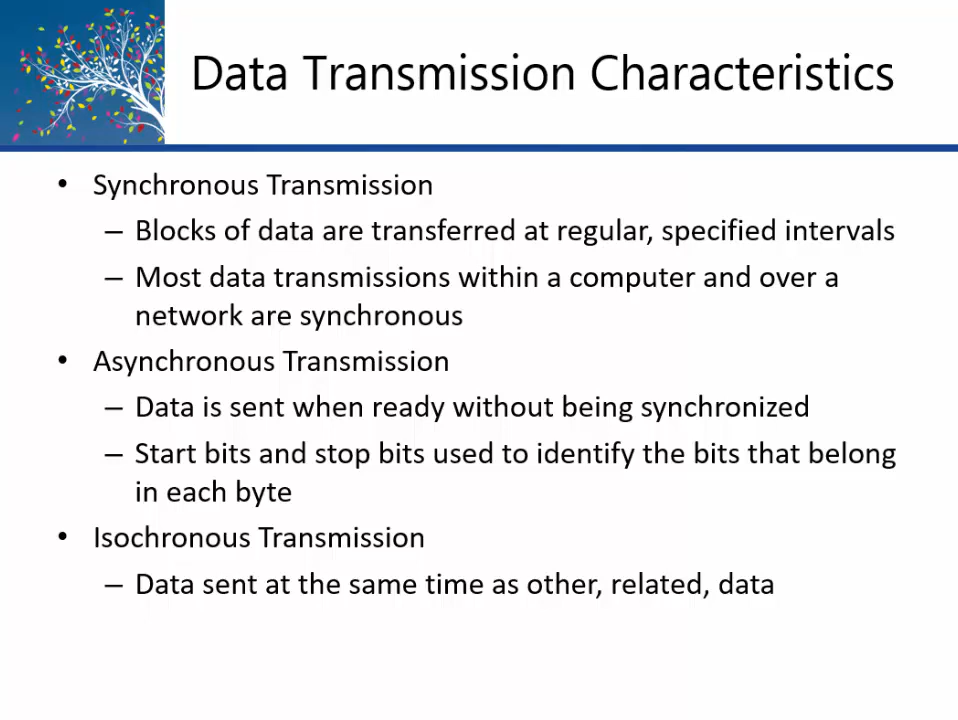 Data Transmission Characteristics
• Synchronous Transmission
– Blocks of data are transferred at regular, specified intervals
– Most data transmissions within a computer and over a
network are synchronous
• Asynchronous Transmission
– Data is sent when ready without being synchronized
– Start bits and stop bits used to identify the bits that belong
in each byte
• Isochronous Transmission
– Data sent at the same time as other, related, data